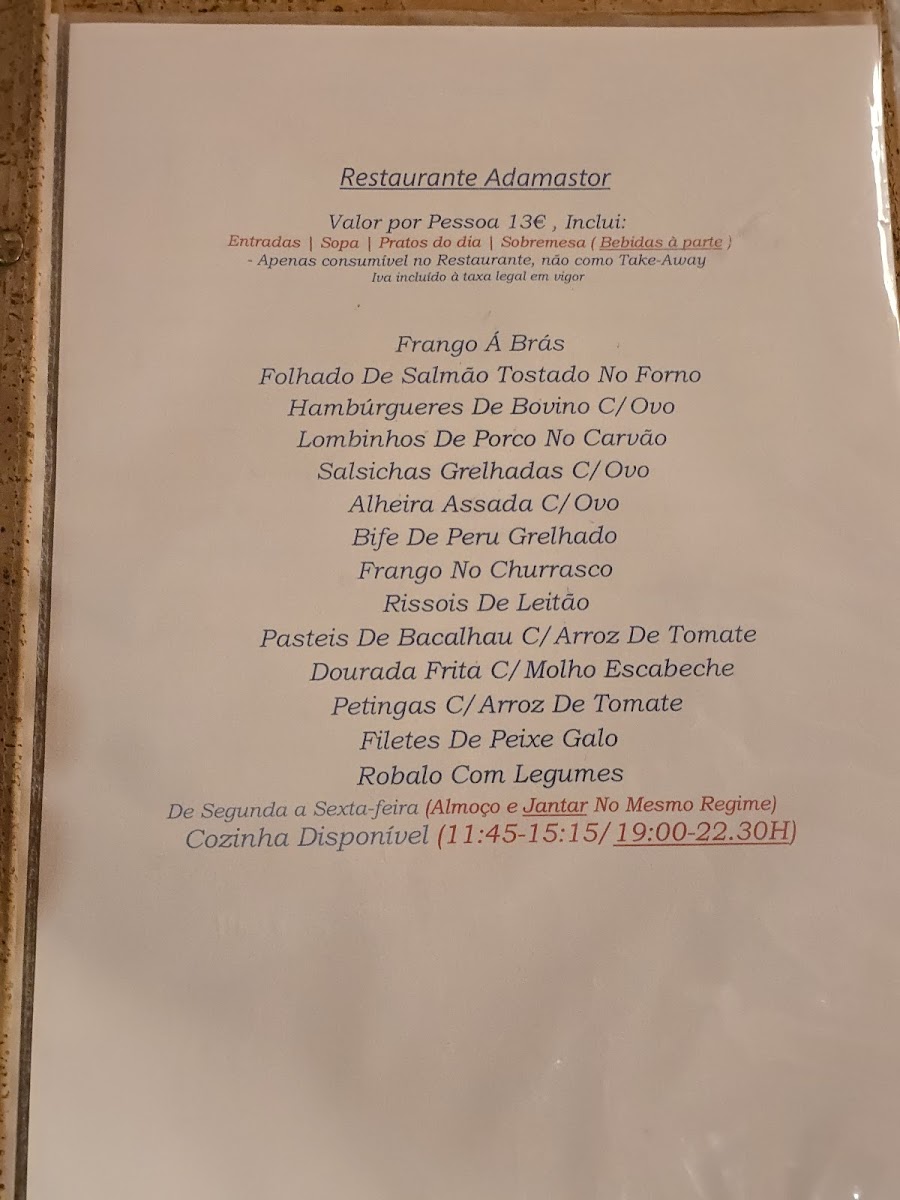 Restaurante Adamastor
Valor por Pessoa 13€ , Inclui:
Entradas | Sopa | Pratos do dia | Sobremesa ( Bebidas à parte )
- Apenas consumível no Restaurante, não como Take-Away
Iva incluído à taxa legal em vigor
Frango Á Brás
Folhado De Salmão Tostado No Forno
Hambúrgueres De Bovino C/Ovo
Lombinhos De Porco No Carvão
Salsichas Grelhadas C/Ovo
Alheira Assada C/Ovo
Bife De Peru Grelhado
Frango No Churrasco
Rissois De Leitão
Pasteis De Bacalhau C/Arroz De Tomate
Dourada Frita C/Molho Escabeche
Petingas C/Arroz De Tomate
Filetes De Peixe Galo
Robalo Com Legumes
De Segunda a Sexta-feira (Almoço e Jantar No Mesmo Regime)
Cozinha Disponível (11:45-15:15/19:00-22.30H)